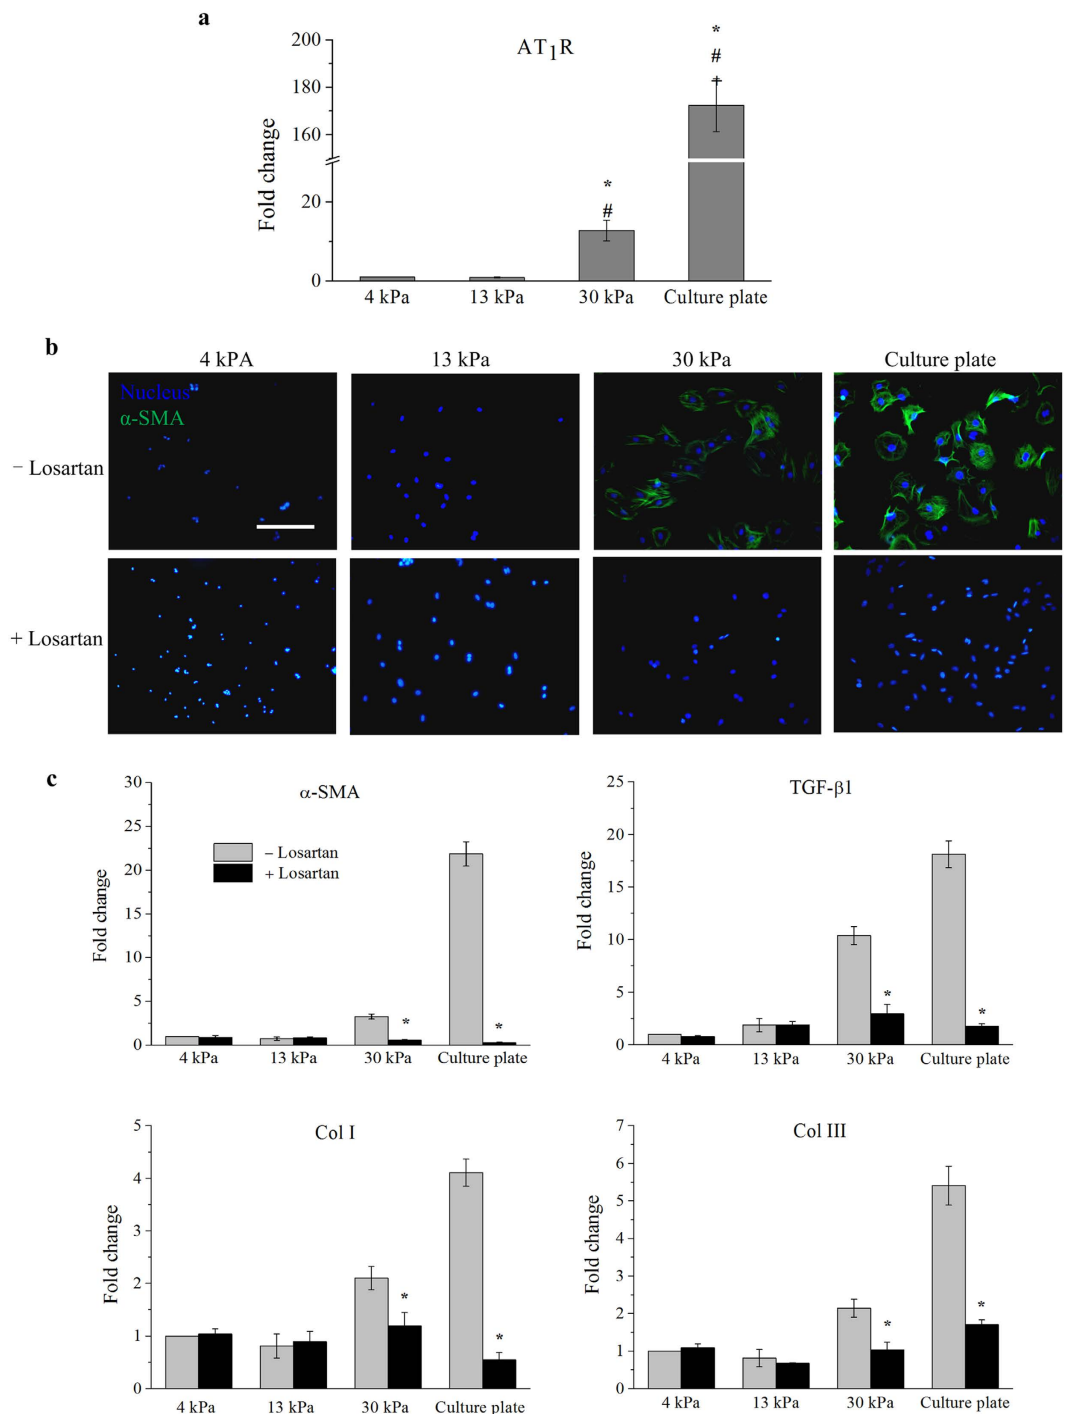 a
AT1R
Fold change
200
180
160
20
0
*
#
*
#
†
4 kPa 13 kPa 30 kPa Culture plate
b
4 kPA 13 kPa 30 kPa Culture plate
Nucleus
α-SMA
− Losartan
+ Losartan
c
α-SMA
Fold change
30
25
20
15
10
5
0
− Losartan
+ Losartan
* *
4 kPa 13 kPa 30 kPa Culture plate
TGF-β1
Fold change
25
20
15
10
5
0
* *
4 kPa 13 kPa 30 kPa Culture plate
Col I
Fold change
5
4
3
2
1
0
* *
4 kPa 13 kPa 30 kPa Culture plate
Col III
Fold change
7
6
5
4
3
2
1
0
* *
4 kPa 13 kPa 30 kPa Culture plate